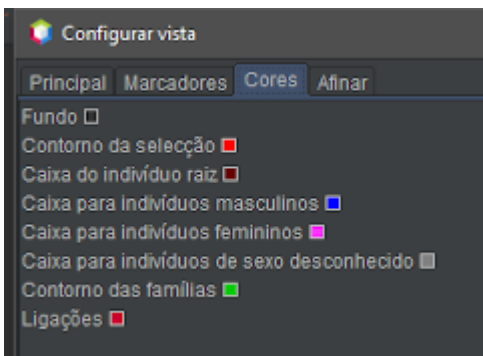 Configurar vista
Principal Marcadores Cores Afinar
Fundo
Contorno da selecção
Caixa do indivíduo raiz
Caixa para indivíduos masculinos
Caixa para indivíduos femininos
Caixa para indivíduos de sexo desconhecido
Contorno das famílias
Ligações